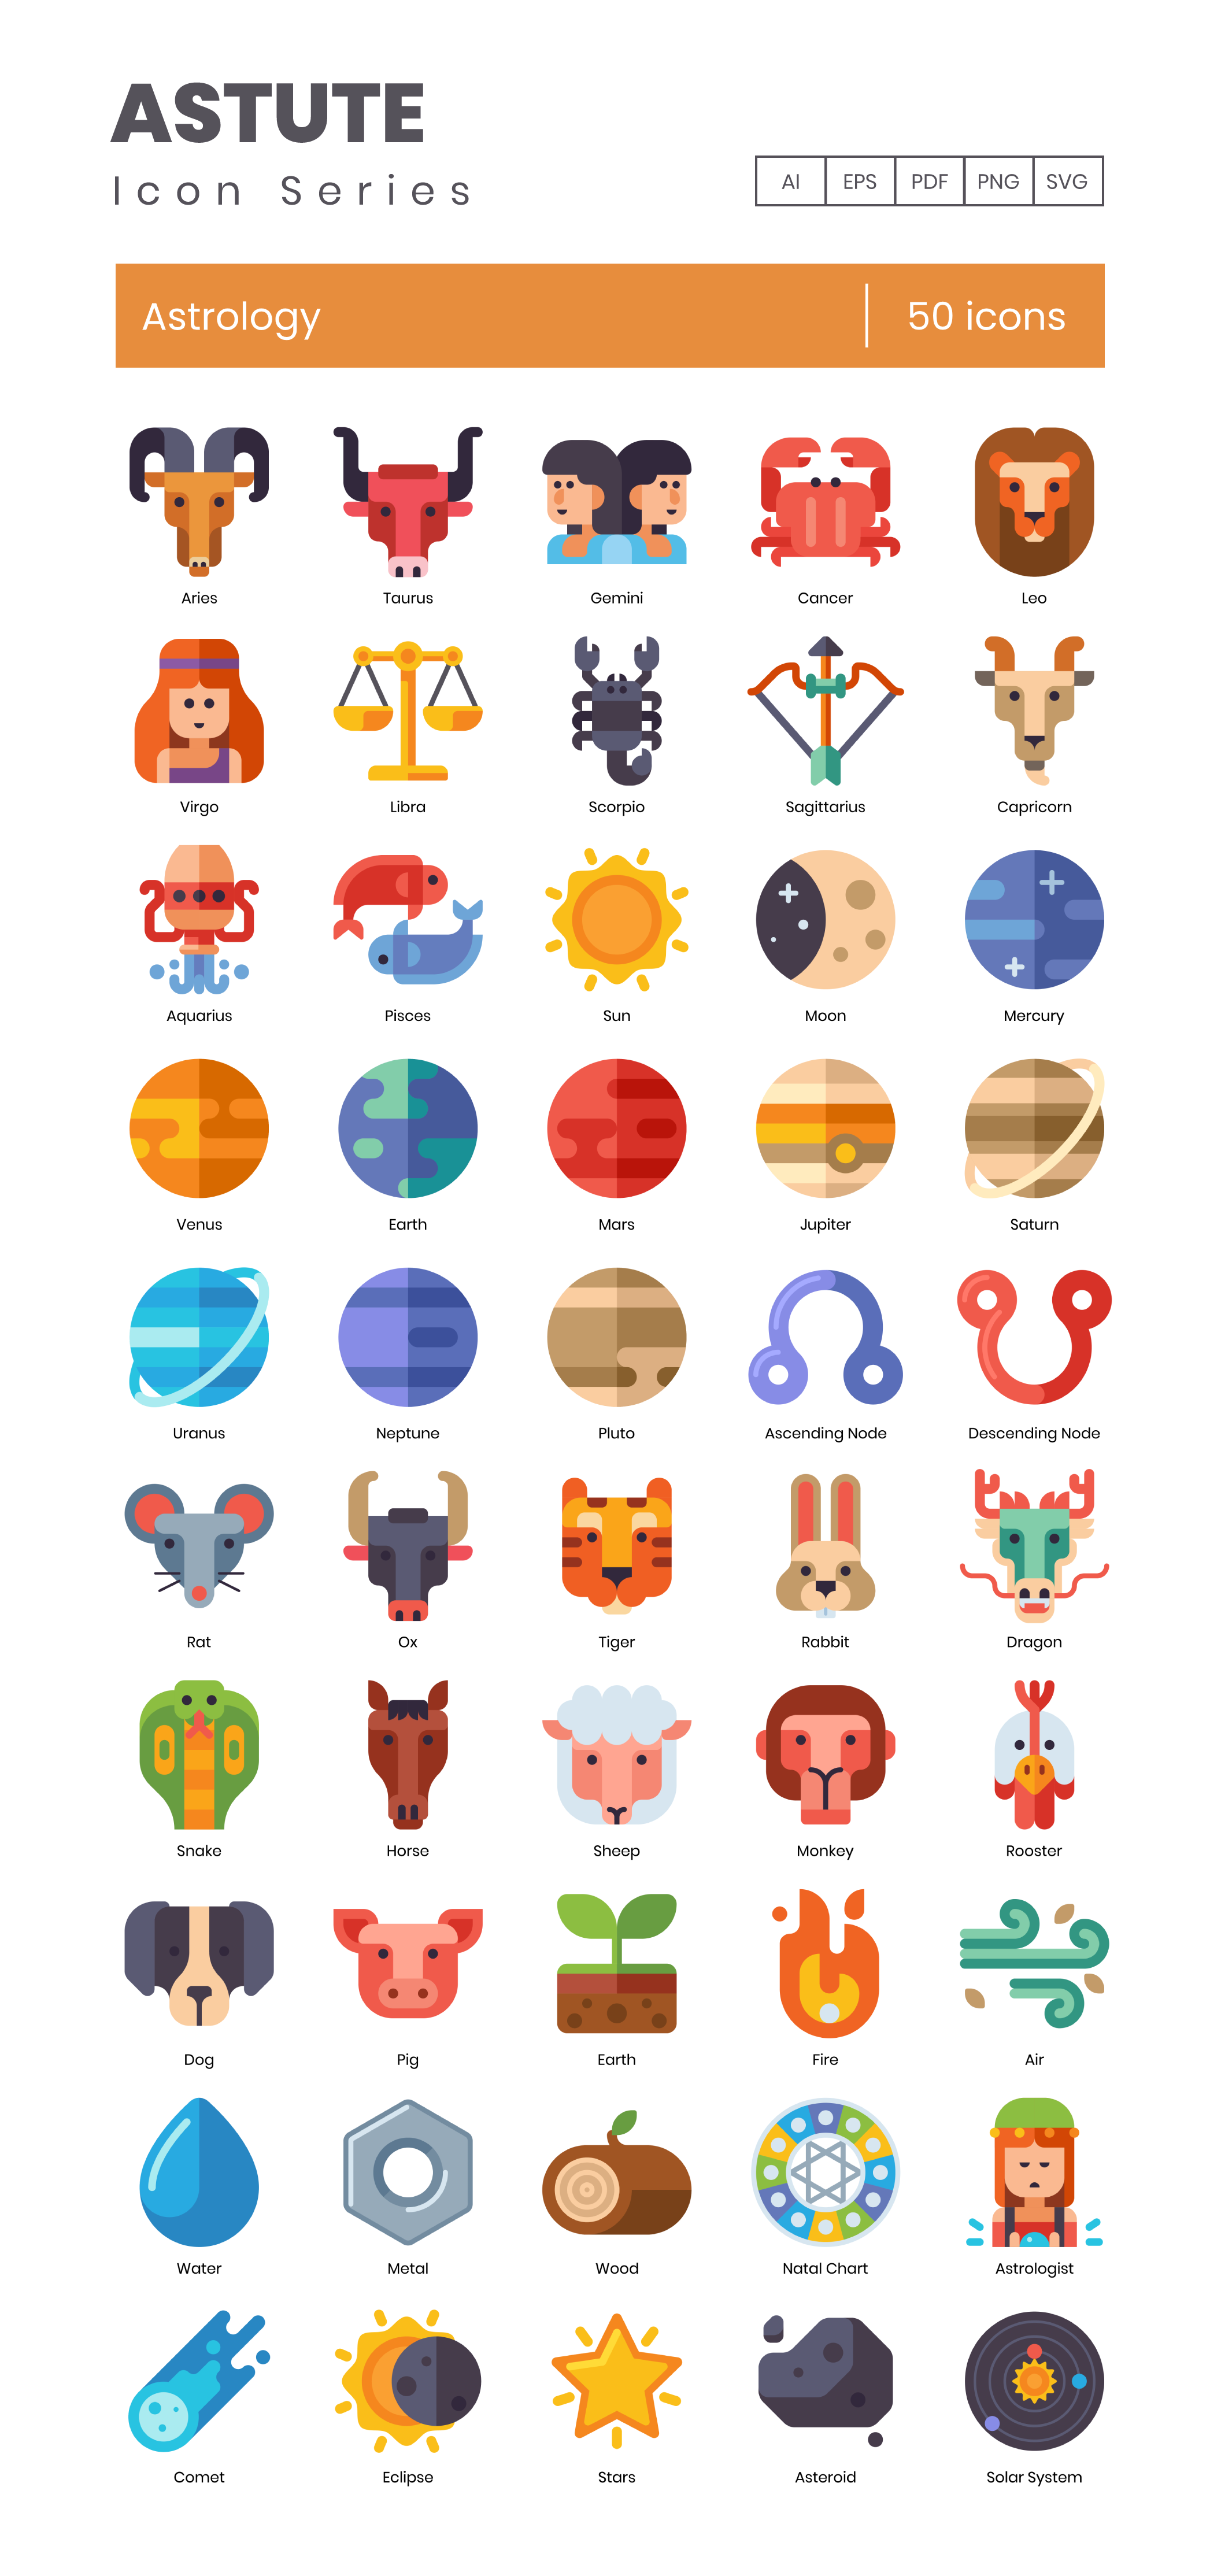 ASTUTE
Icon Series
AI EPS PDF PNG SVG
Astrology 50 icons
Aries Taurus Gemini Cancer Leo
Virgo Libra Scorpio Sagittarius Capricorn
Aquarius Pisces Sun Moon Mercury
Venus Earth Mars Jupiter Saturn
Uranus Neptune Pluto Ascending Node Descending Node
Rat Ox Tiger Rabbit Dragon
Snake Horse Sheep Monkey Rooster
Dog Pig Earth Fire Air
Water Metal Wood Natal Chart Astrologist
Comet Eclipse Stars Asteroid Solar System